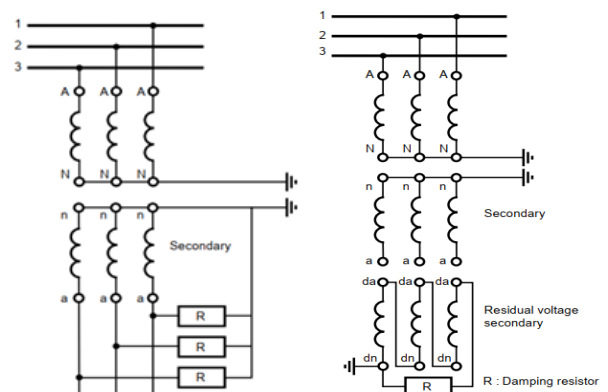 1
2
3
A A A
N N N
n n n
Secondary
a a a
R
R
R
1
2
3
A A A
N N N
n n n
Secondary
a a a
da da da
Residual voltage
secondary
dn dn dn
R
R : Damping resistor